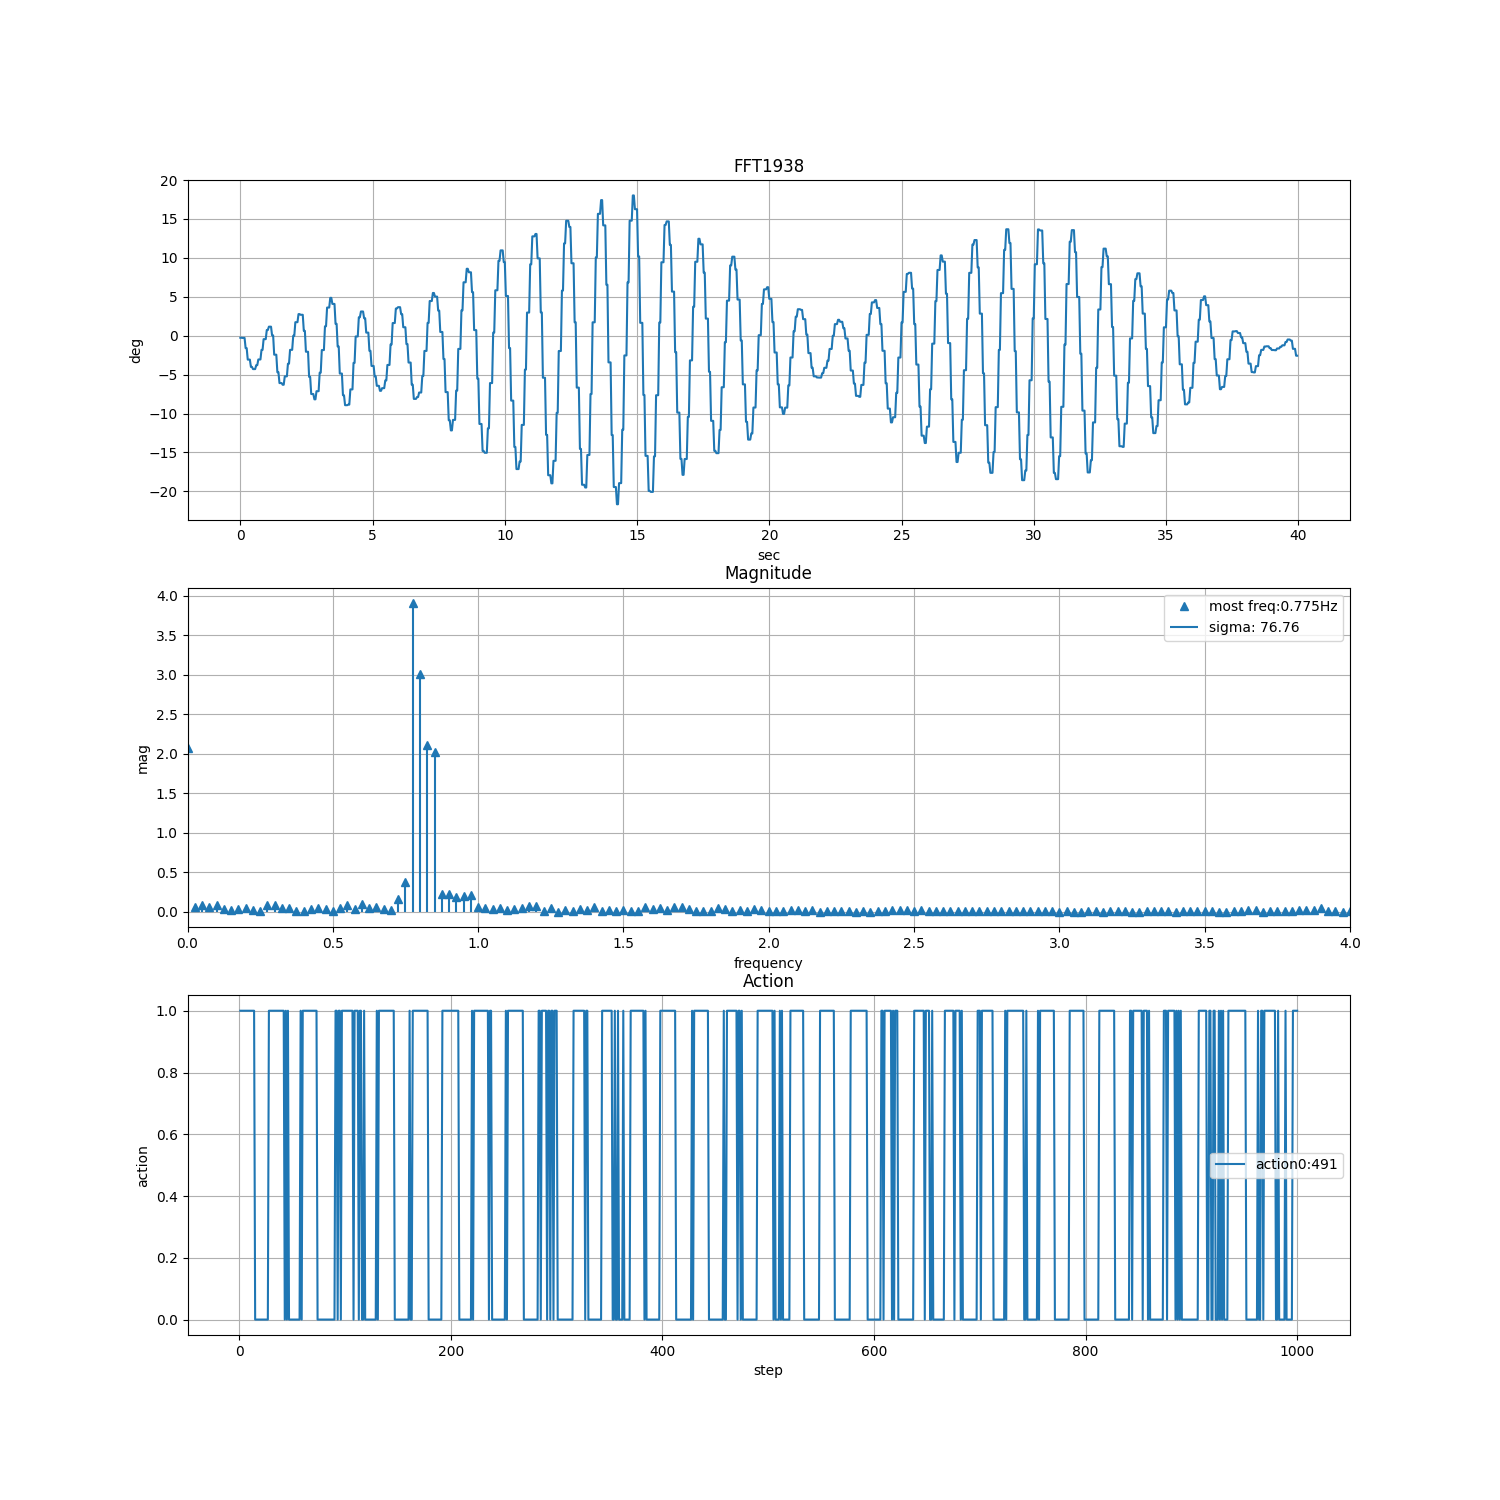 FFT1938
20
15
10
5
0
−5
−10
−15
−20
deg
0 5 10 15 20 25 30 35 40
sec
Magnitude
4.0
3.5
3.0
2.5
2.0
1.5
1.0
0.5
0.0
mag
most freq:0.775Hz
sigma: 76.76
0.0 0.5 1.0 1.5 2.0 2.5 3.0 3.5 4.0
frequency
Action
1.0
0.8
0.6
0.4
0.2
0.0
action
action0:491
0 200 400 600 800 1000
step